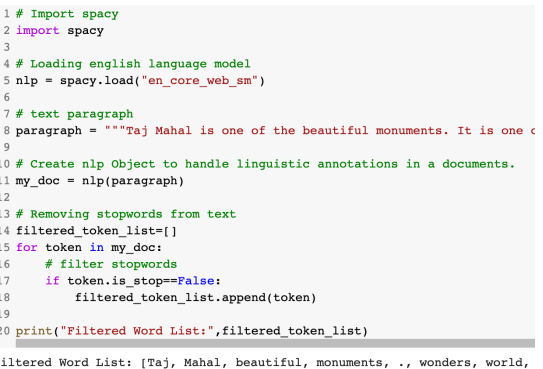 1 # Import spacy
2 import spacy
3
4 # Loading english language model
5 nlp = spacy.load("en_core_web_sm")
6
7 # text paragraph
8 paragraph = """Taj Mahal is one of the beautiful monuments. It is one
9
10 # Create nlp Object to handle linguistic annotations in a documents.
11 my_doc = nlp(paragraph)
12
13 # Removing stopwords from text
14 filtered_token_list=[]
15 for token in my_doc:
16     # filter stopwords
17     if token.is_stop==False:
18         filtered_token_list.append(token)
19
20 print("Filtered Word List:",filtered_token_list)
iltered Word List: [Taj, Mahal, beautiful, monuments, ., wonders, world,